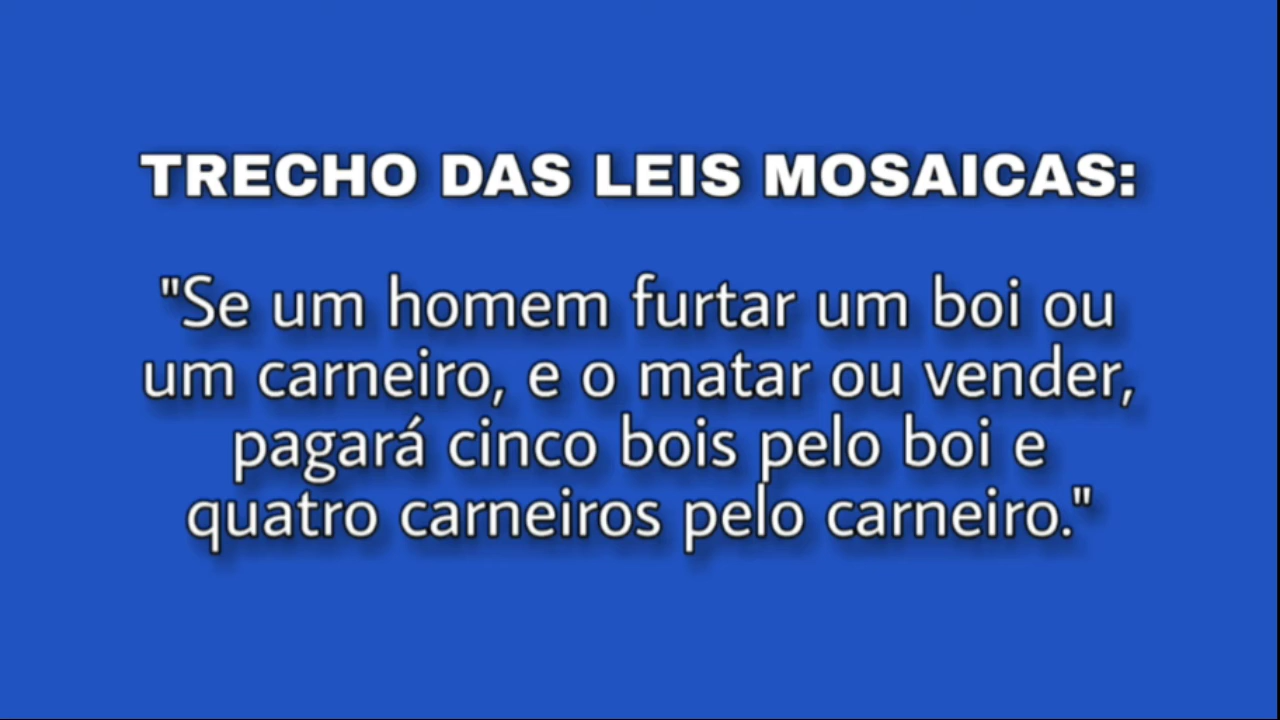 TRECHO DAS LEIS MOSAICAS:
"Se um homem furtar um boi ou
um carneiro, e o matar ou vender,
pagará cinco bois pelo boi e
quatro carneiros pelo carneiro."